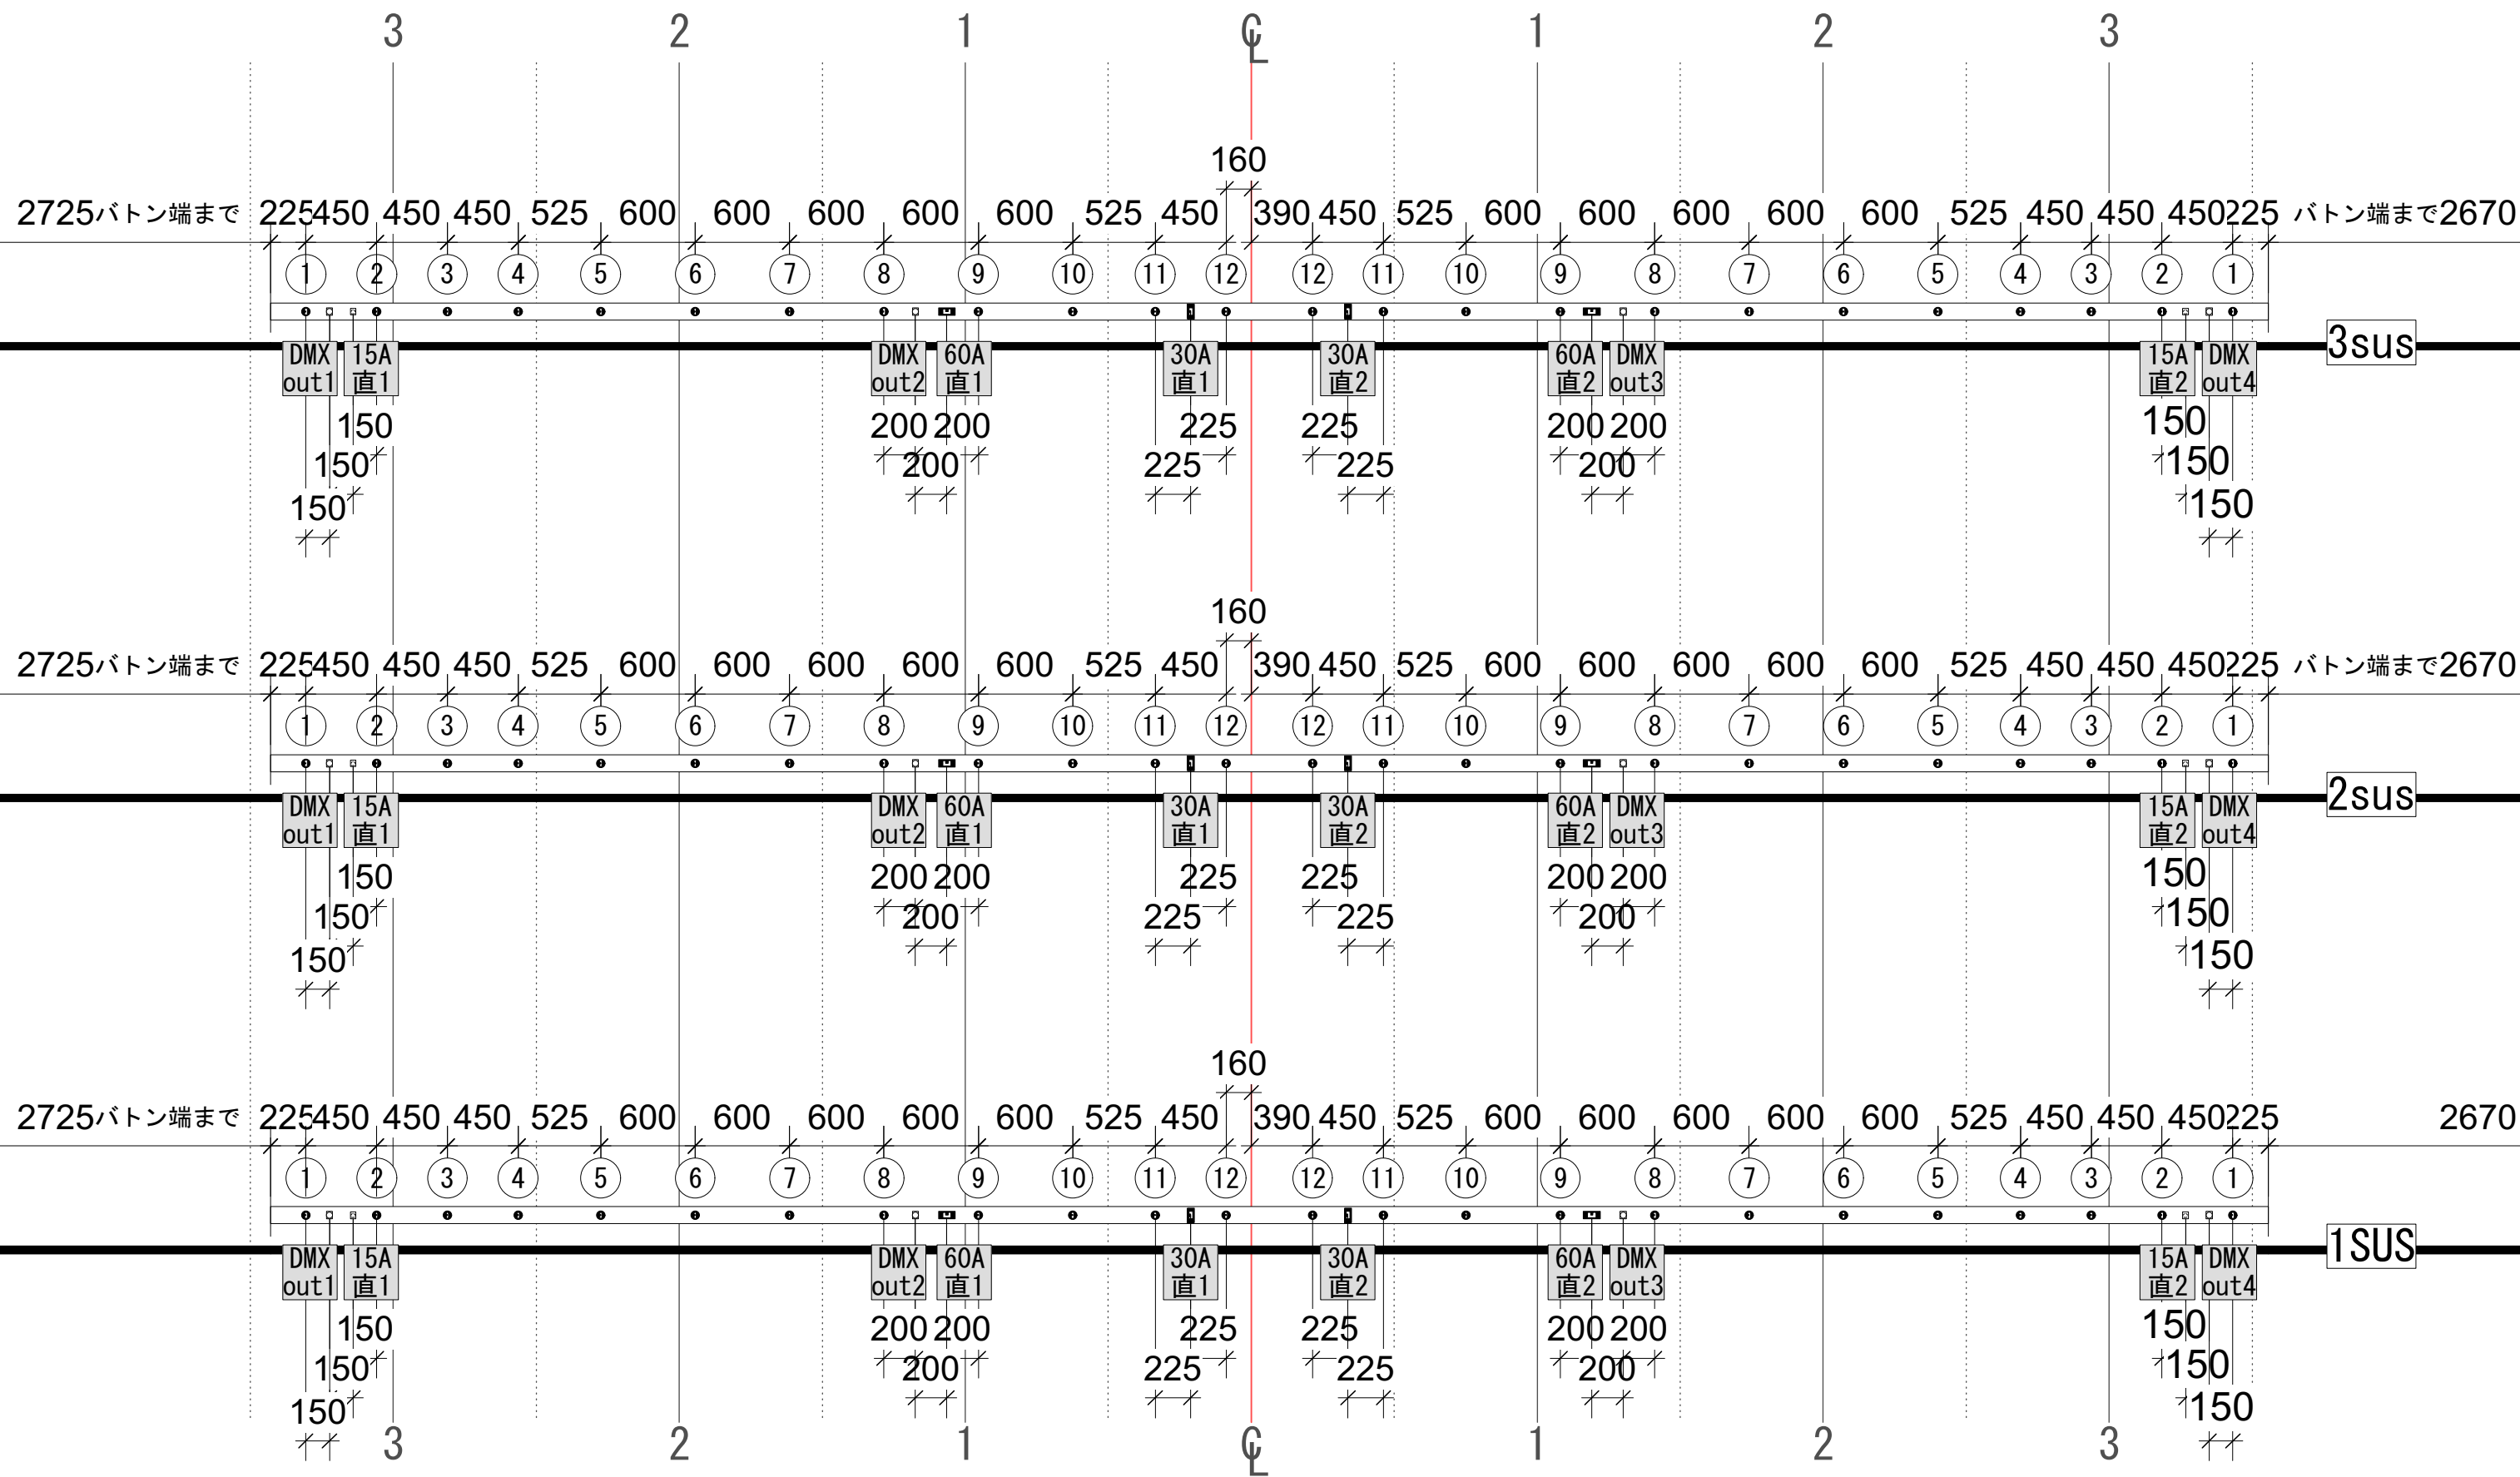 3 2 1 ℄ 1 2 3
160
2725バトン端まで 225 450 450 450 525 600 600 600 600 600 525 450 390 450 525 600 600 600 600 600 525 450 450 450 225 バトン端まで2670
① ② ③ ④ ⑤ ⑥ ⑦ ⑧ ⑨ ⑩ ⑪ ⑫ ⑫ ⑪ ⑩ ⑨ ⑧ ⑦ ⑥ ⑤ ④ ③ ② ①
3sus
DMX 15A DMX 60A 30A 30A 60A DMX 15A DMX
out1 直1 out2 直1 直1 直2 直2 out3 直2 out4
150 200 200 225 225 200 200 150
150 200 225 225 200 150
150 150
160
2725バトン端まで 225 450 450 450 525 600 600 600 600 600 525 450 390 450 525 600 600 600 600 600 525 450 450 450 225 バトン端まで2670
① ② ③ ④ ⑤ ⑥ ⑦ ⑧ ⑨ ⑩ ⑪ ⑫ ⑫ ⑪ ⑩ ⑨ ⑧ ⑦ ⑥ ⑤ ④ ③ ② ①
2sus
DMX 15A DMX 60A 30A 30A 60A DMX 15A DMX
out1 直1 out2 直1 直1 直2 直2 out3 直2 out4
150 200 200 225 225 200 200 150
150 200 225 225 200 150
150 150
160
2725バトン端まで 225 450 450 450 525 600 600 600 600 600 525 450 390 450 525 600 600 600 600 600 525 450 450 450 225 2670
① ② ③ ④ ⑤ ⑥ ⑦ ⑧ ⑨ ⑩ ⑪ ⑫ ⑫ ⑪ ⑩ ⑨ ⑧ ⑦ ⑥ ⑤ ④ ③ ② ①
1SUS
DMX 15A DMX 60A 30A 30A 60A DMX 15A DMX
out1 直1 out2 直1 直1 直2 直2 out3 直2 out4
150 200 200 225 225 200 200 150
150 200 225 225 200 150
150 150
3 2 1 ℄ 1 2 3